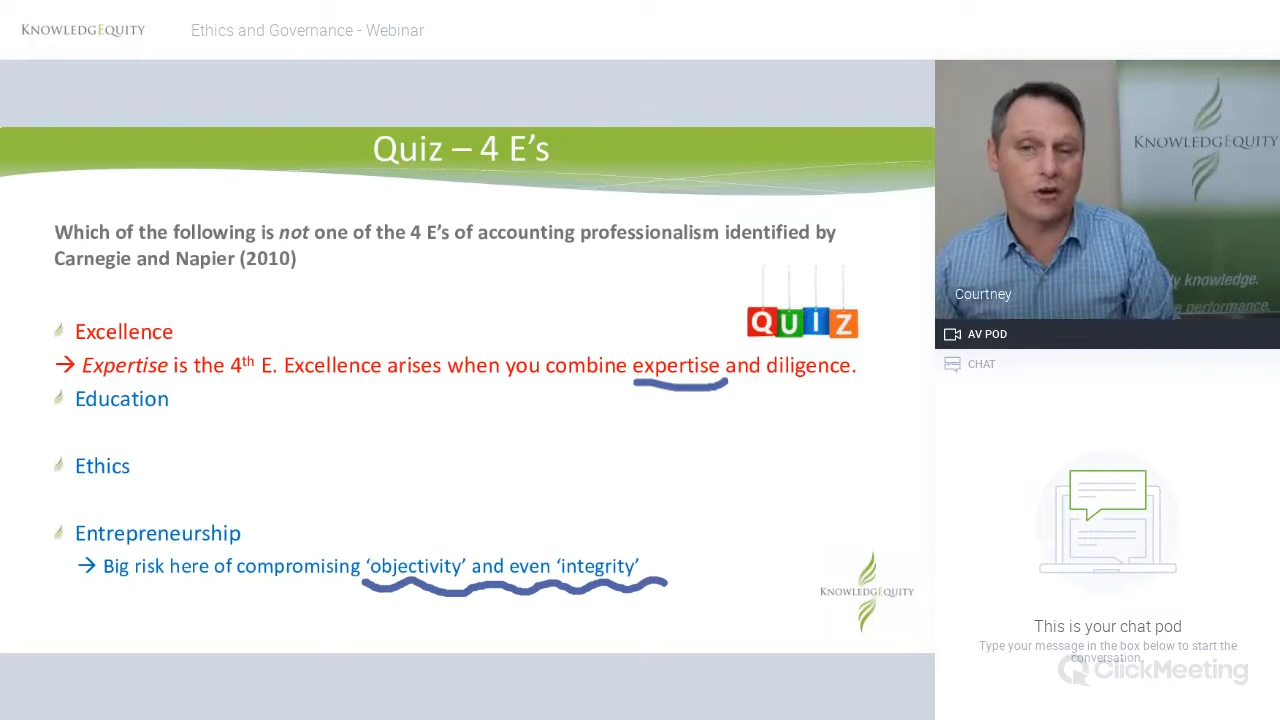 KNOWLEDGEQUITY
Ethics and Governance - Webinar
Quiz – 4 E’s
Which of the following is not one of the 4 E’s of accounting professionalism identified by
Carnegie and Napier (2010)
QUIZ
Excellence
→ Expertise is the 4th E. Excellence arises when you combine expertise and diligence.
Education
Ethics
Entrepreneurship
→ Big risk here of compromising ‘objectivity’ and even ‘integrity’
KNOWLEDGEQUITY
KNOWLEDGEQUITY
knowledge.
performance.
Courtney
AV POD
CHAT
This is your chat pod
Type your message in the box below to start the
conversation.
ClickMeeting